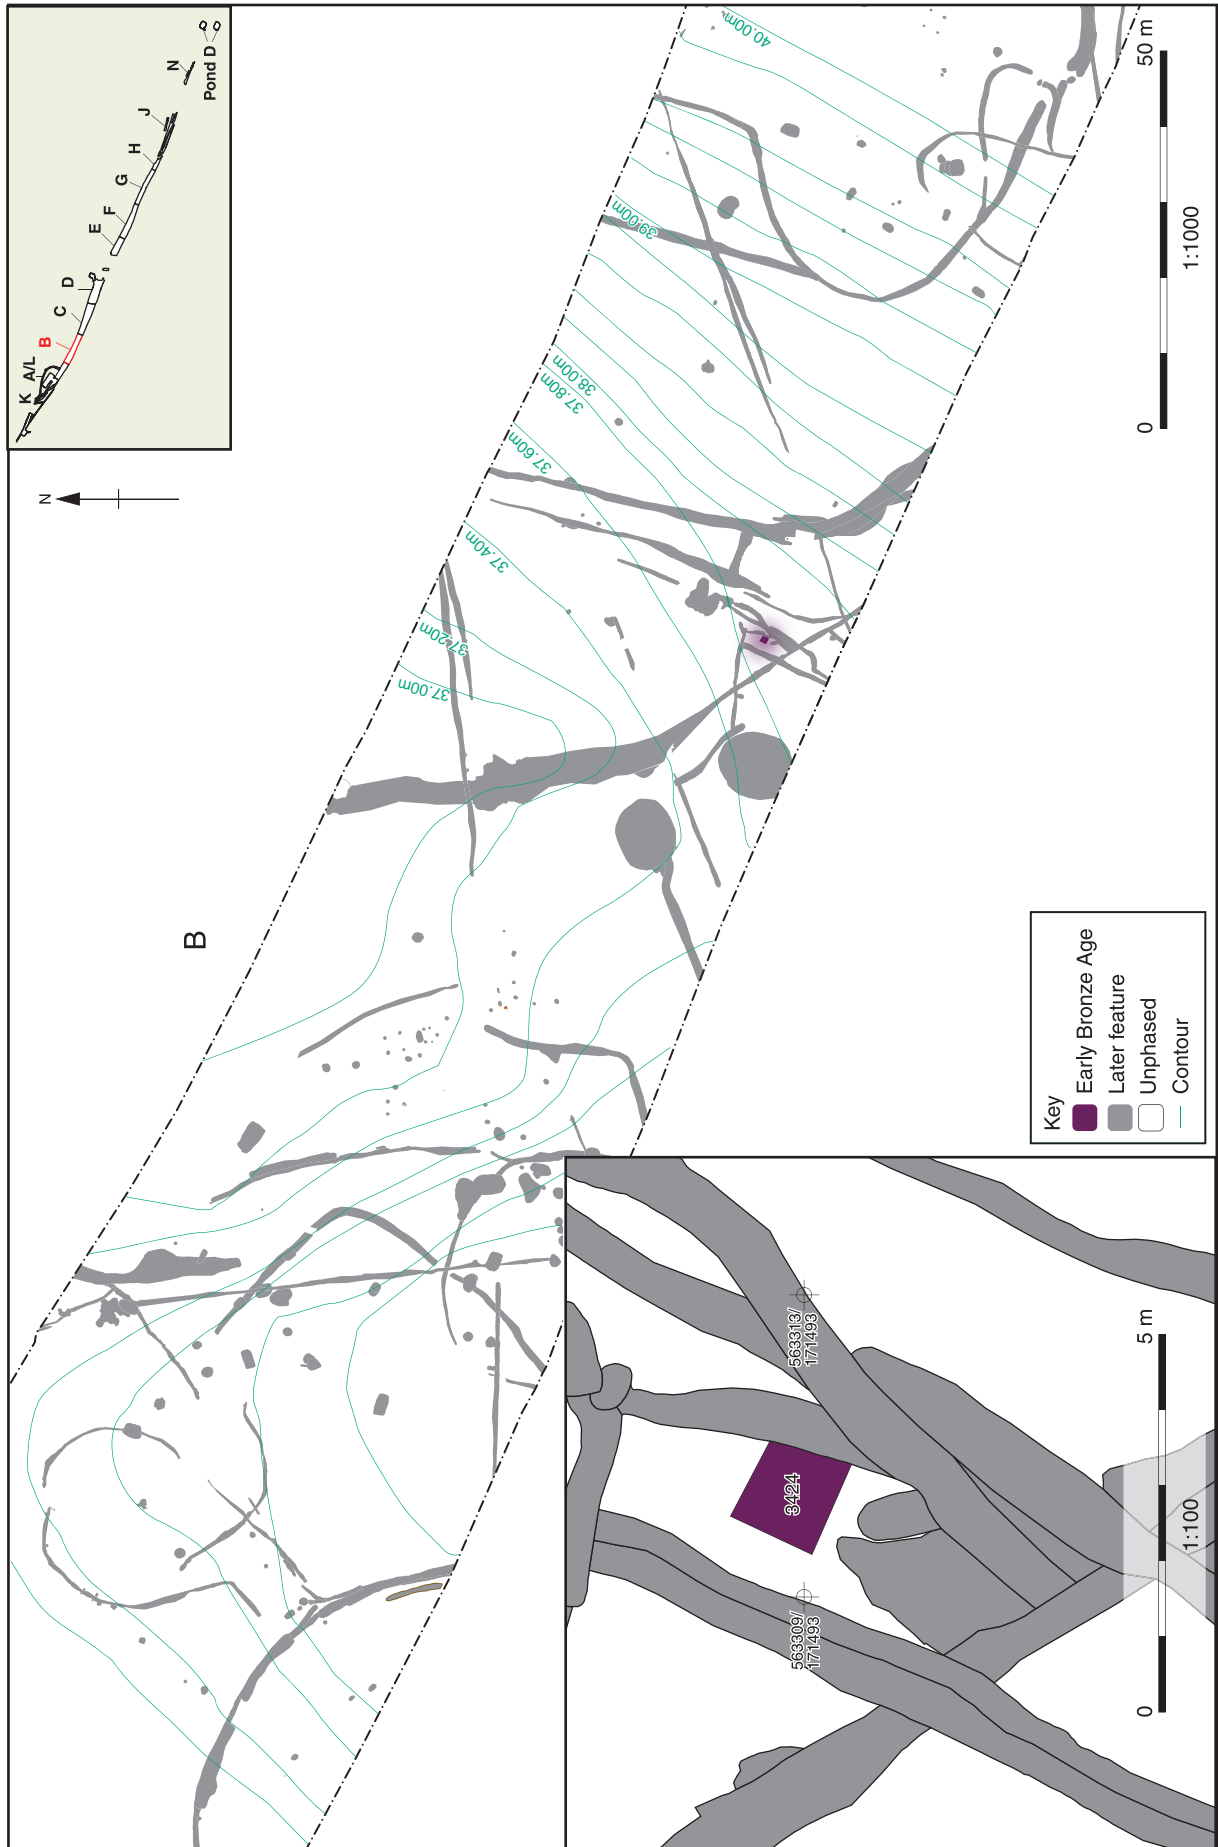 K
A/L
B
C
D
E
F
G
H
J
N
Pond D
N
B
40.00m
39.00m
38.00m
37.80m
37.60m
37.40m
37.20m
37.00m
0
50 m
1:1000
Key
Early Bronze Age
Later feature
Unphased
Contour
563309/
171493
3424
563313/
171493
0
5 m
1:100